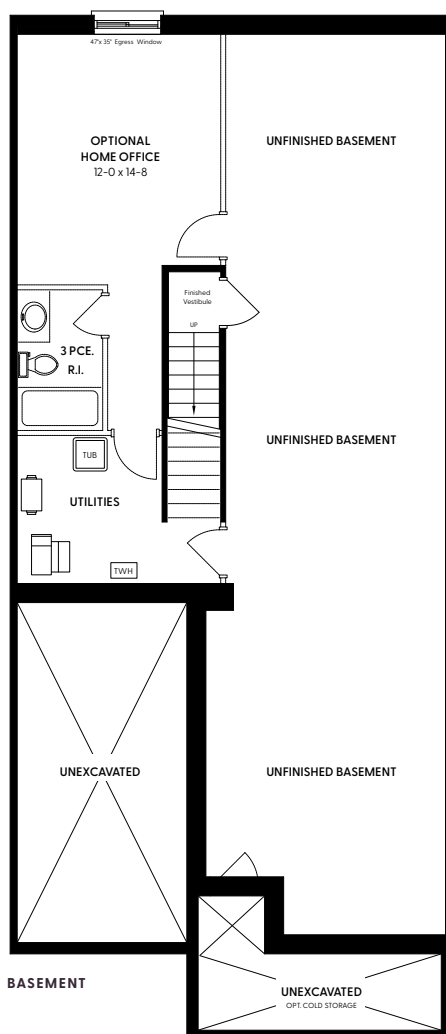 47"x 35" Egress Window
OPTIONAL
HOME OFFICE
12-0 x 14-8
UNFINISHED BASEMENT
Finished
Vestibule
UP
3 PCE.
R.I.
UNFINISHED BASEMENT
TUB
UTILITIES
TWH
UNEXCAVATED
UNFINISHED BASEMENT
BASEMENT
UNEXCAVATED
OPT. COLD STORAGE